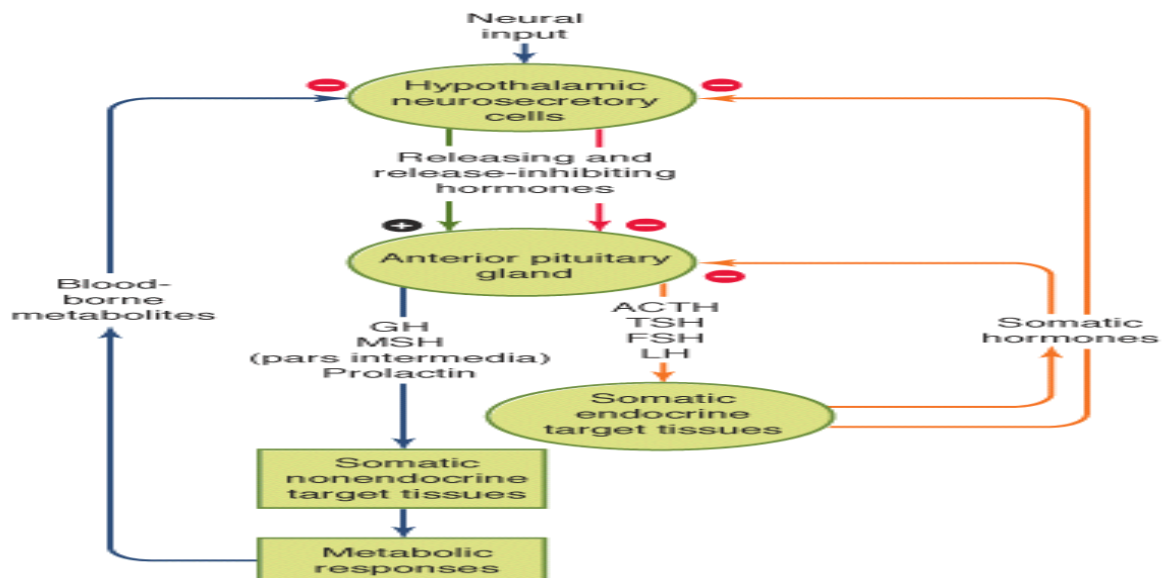 Neural
input
Hypothalamic
neurosecretory
cells
Releasing and
release-inhibiting
hormones
+
Anterior pituitary
gland
Blood-
borne
metabolites
GH
MSH
(pars intermedia)
Prolactin
ACTH
TSH
FSH
LH
Somatic
hormones
Somatic
endocrine
target tissues
Somatic
nonendocrine
target tissues
Metabolic
responses